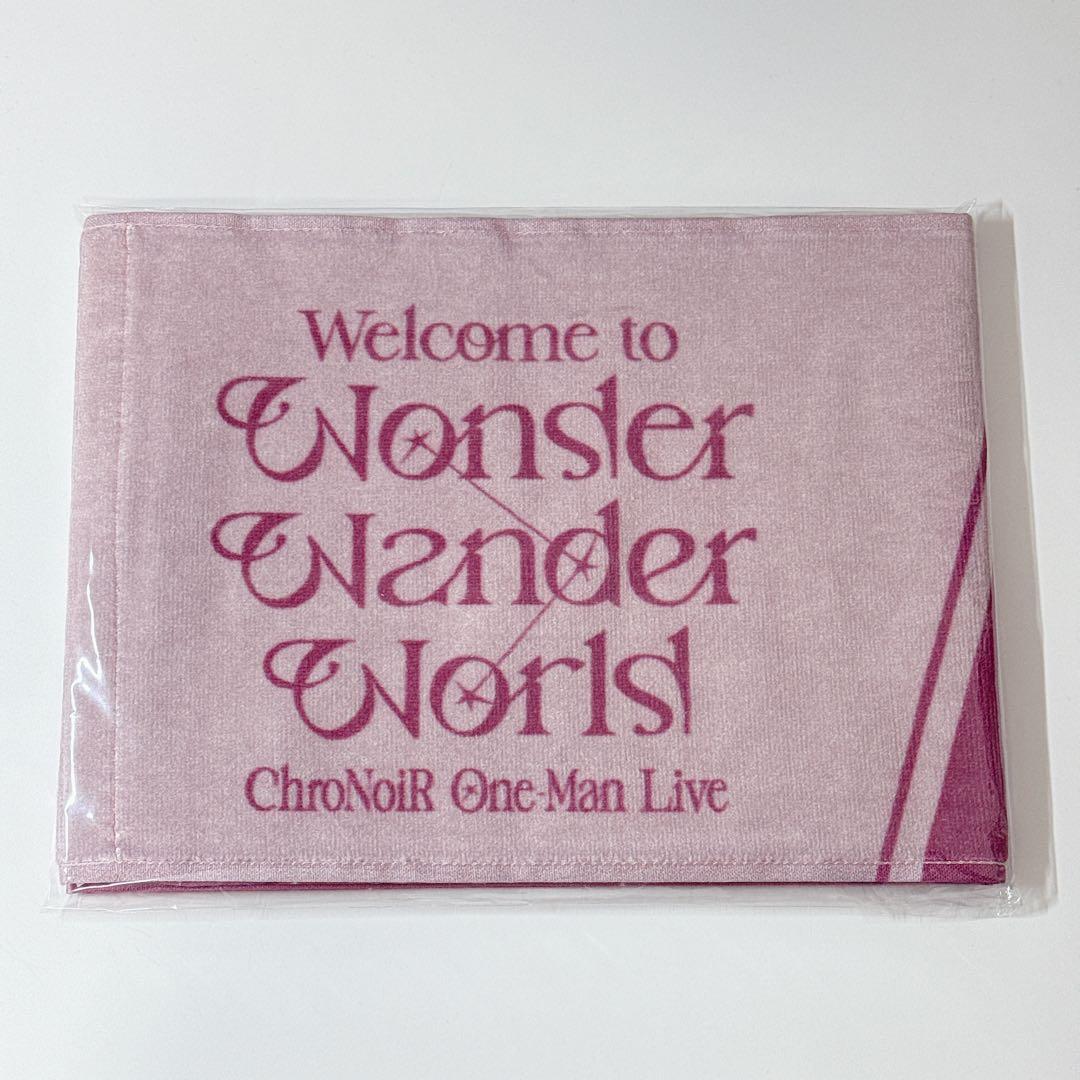 Welcome to
Wonder
Wander
World
ChroNoiR One-Man Live